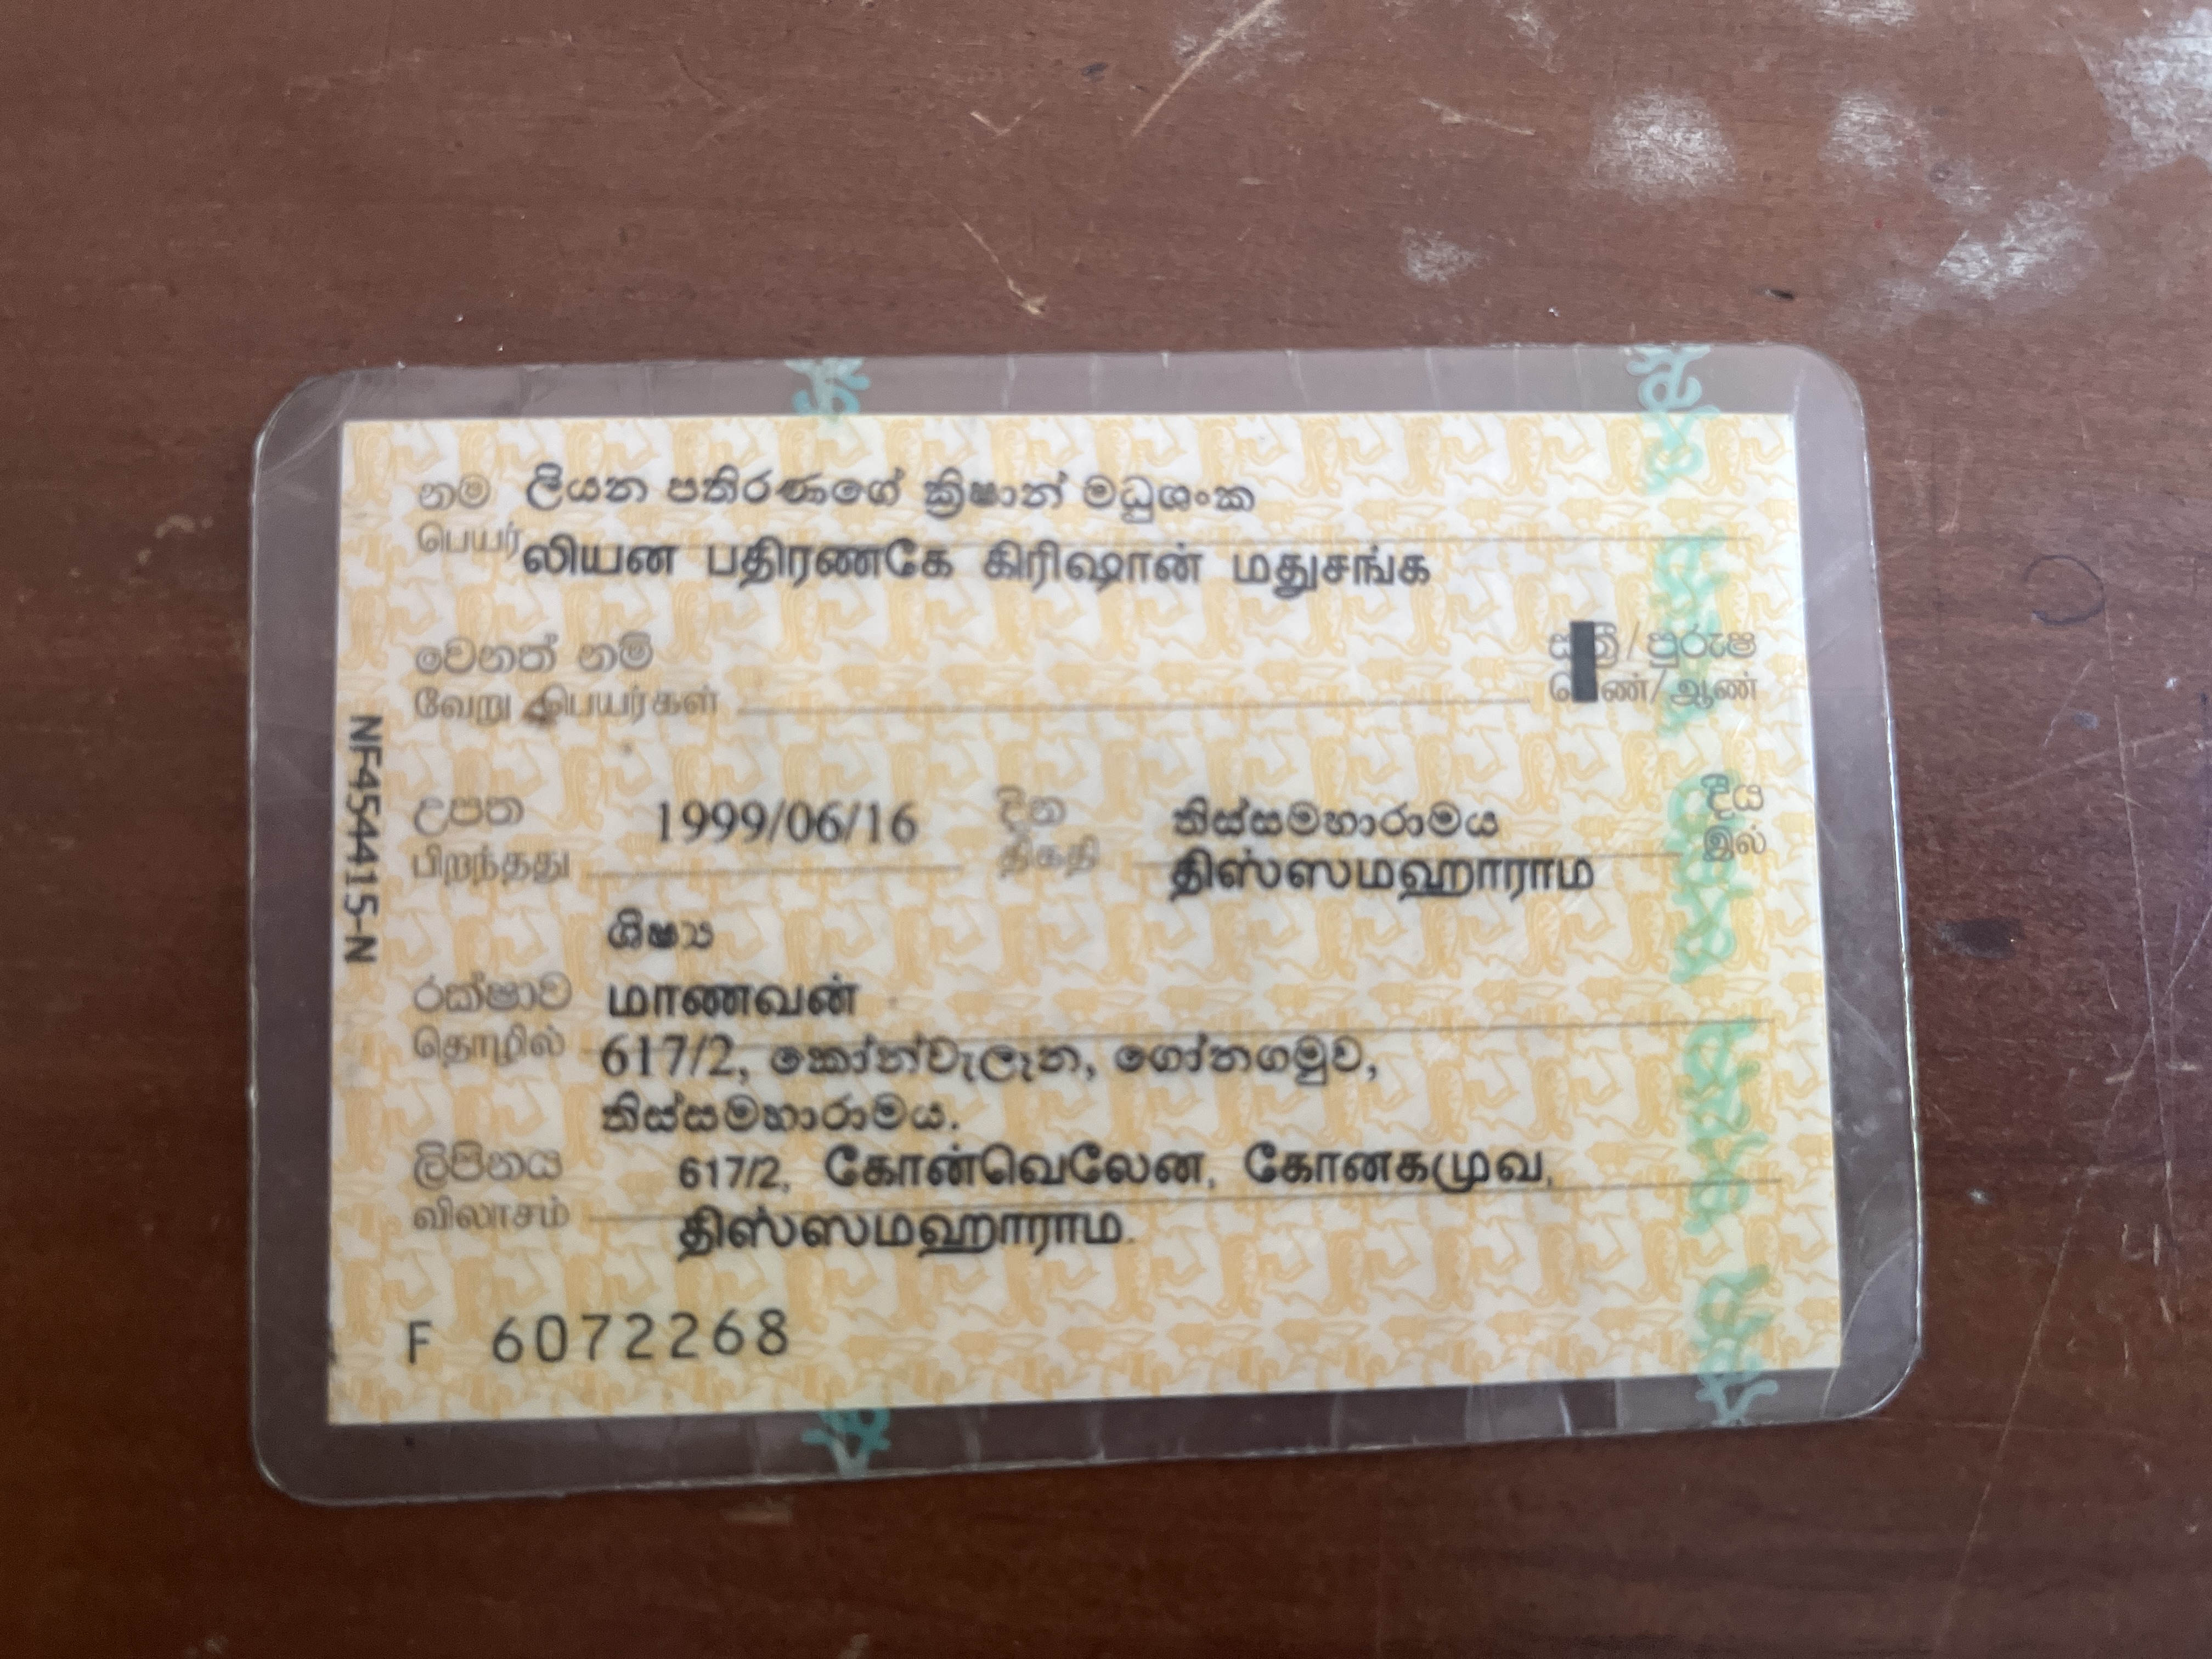 නම ලියන පතිරණගේ ක්‍රිෂාන් මධුශංක
பெயர் லியன பதிரணகே கிரிஷான் மதுசங்க
වෙනත් නම් ස්ත්‍රී/පුරුෂ
வேறு பெயர்கள் பெண்/ஆண்
උපත 1999/06/16 දින තිස්සමහාරාමය දීය
பிறந்தது திகதி திஸ்ஸமஹாராம இல்
ශිෂ්‍ය
රක්ෂාව மாணவன்
தொழில் 617/2, කෝන්වැලෑන, ගෝනගමුව,
තිස්සමහාරාමය.
ලිපිනය 617/2, கோன்வெலேன, கோனகமுவ,
விலாசம் திஸ்ஸமஹாராம.
F 6072268
NF454415-N